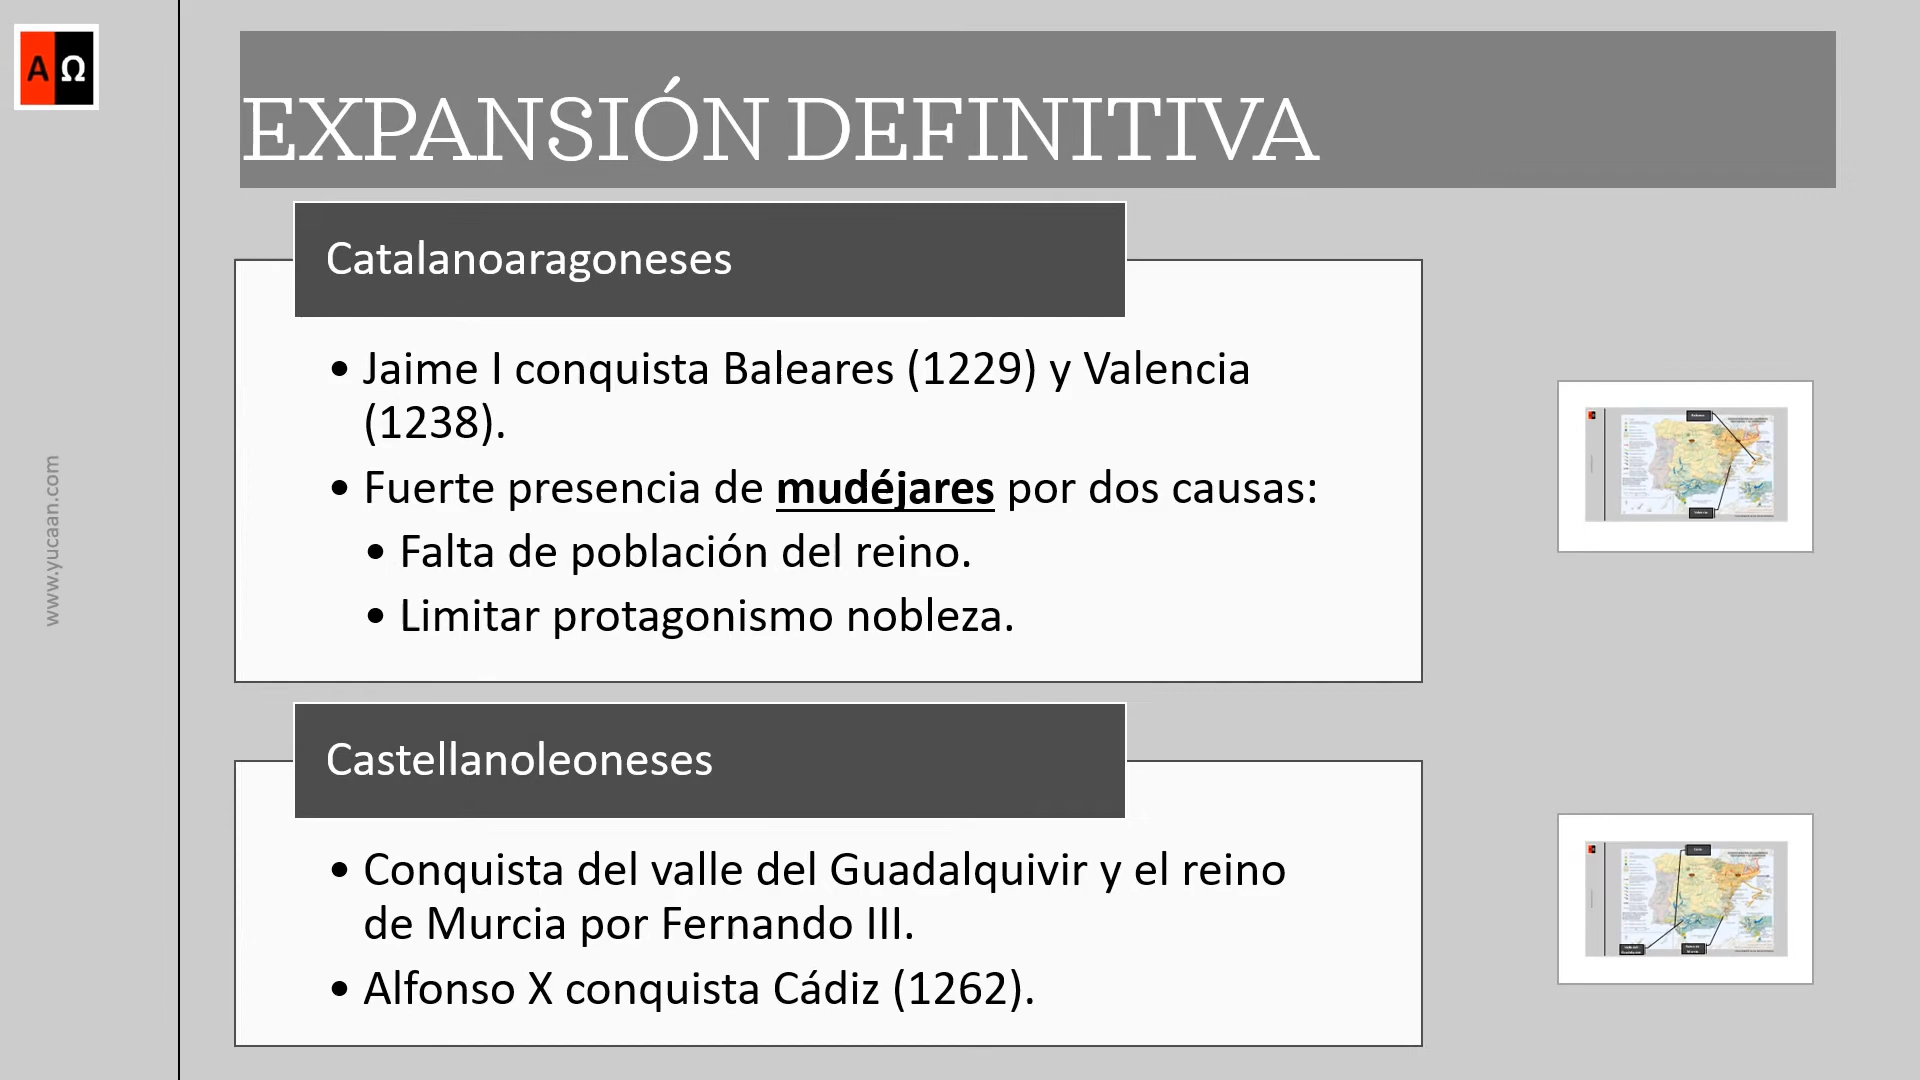 A Ω
EXPANSIÓN DEFINITIVA
Catalanoaragoneses
• Jaime I conquista Baleares (1229) y Valencia
(1238).
• Fuerte presencia de mudéjares por dos causas:
• Falta de población del reino.
• Limitar protagonismo nobleza.
Castellanoleoneses
• Conquista del valle del Guadalquivir y el reino
de Murcia por Fernando III.
• Alfonso X conquista Cádiz (1262).
www.yucaan.com